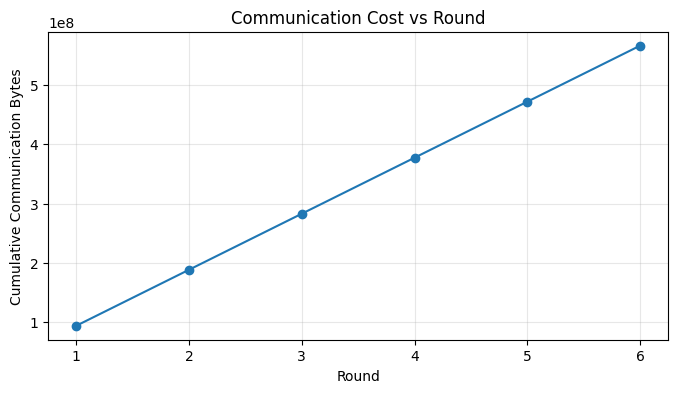 Communication Cost vs Round
1e8
Cumulative Communication Bytes
5
4
3
2
1
1 2 3 4 5 6
Round